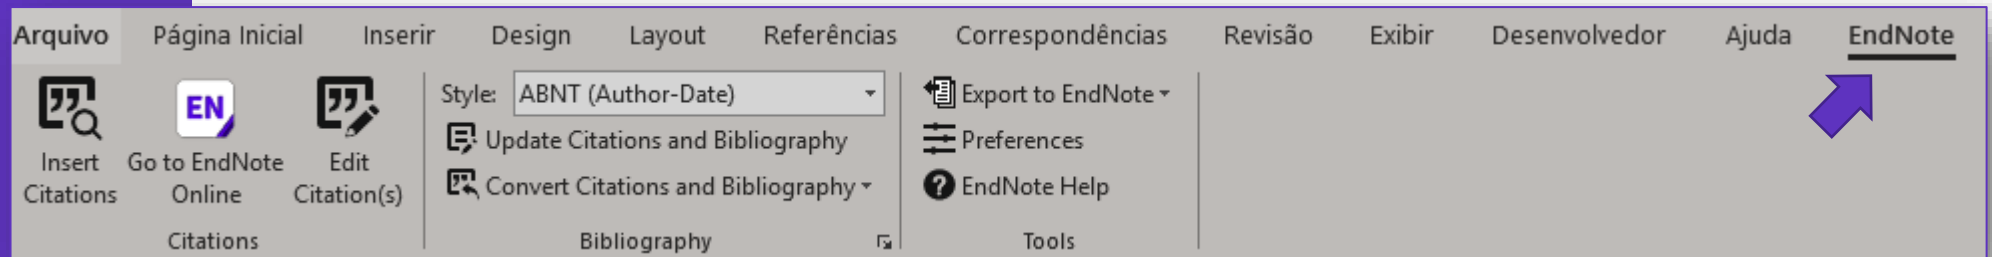 Arquivo Página Inicial Inserir Design Layout Referências Correspondências Revisão Exibir Desenvolvedor Ajuda EndNote
EN
Insert
Citations
Go to EndNote
Online
Edit
Citation(s)
Citations
Style: ABNT (Author-Date)
Update Citations and Bibliography
Convert Citations and Bibliography
Bibliography
Export to EndNote
Preferences
EndNote Help
Tools